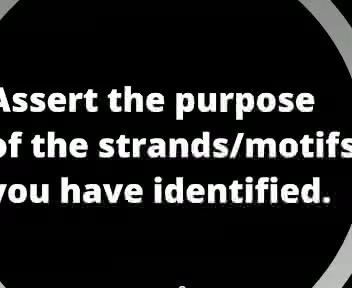 Assert the purpose
of the strands/motifs
you have identified.